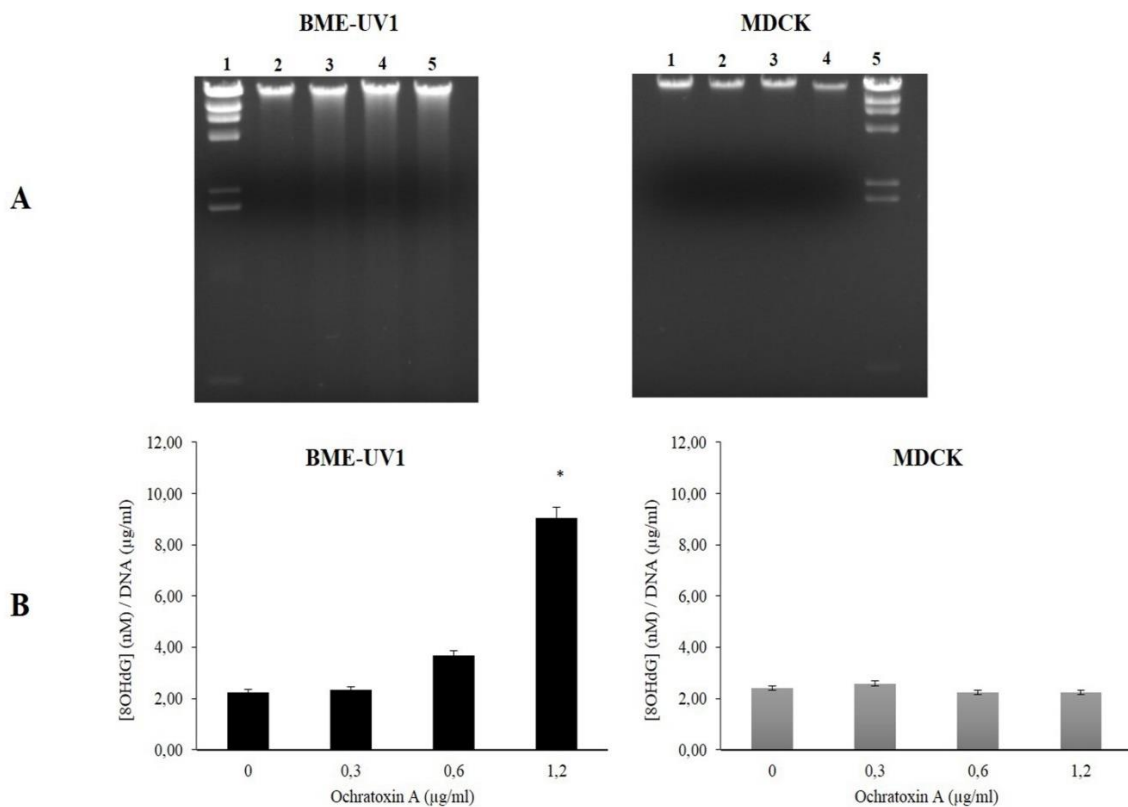 BME-UV1
1 2 3 4 5
MDCK
1 2 3 4 5
A
B
BME-UV1
12,00
10,00
8,00
6,00
4,00
2,00
0,00
[8OHdG] (nM) / DNA (µg/ml)
*
0 0,3 0,6 1,2
Ochratoxin A (µg/ml)
MDCK
12,00
10,00
8,00
6,00
4,00
2,00
0,00
[8OHdG] (nM) / DNA (µg/ml)
0 0,3 0,6 1,2
Ochratoxin A (µg/ml)